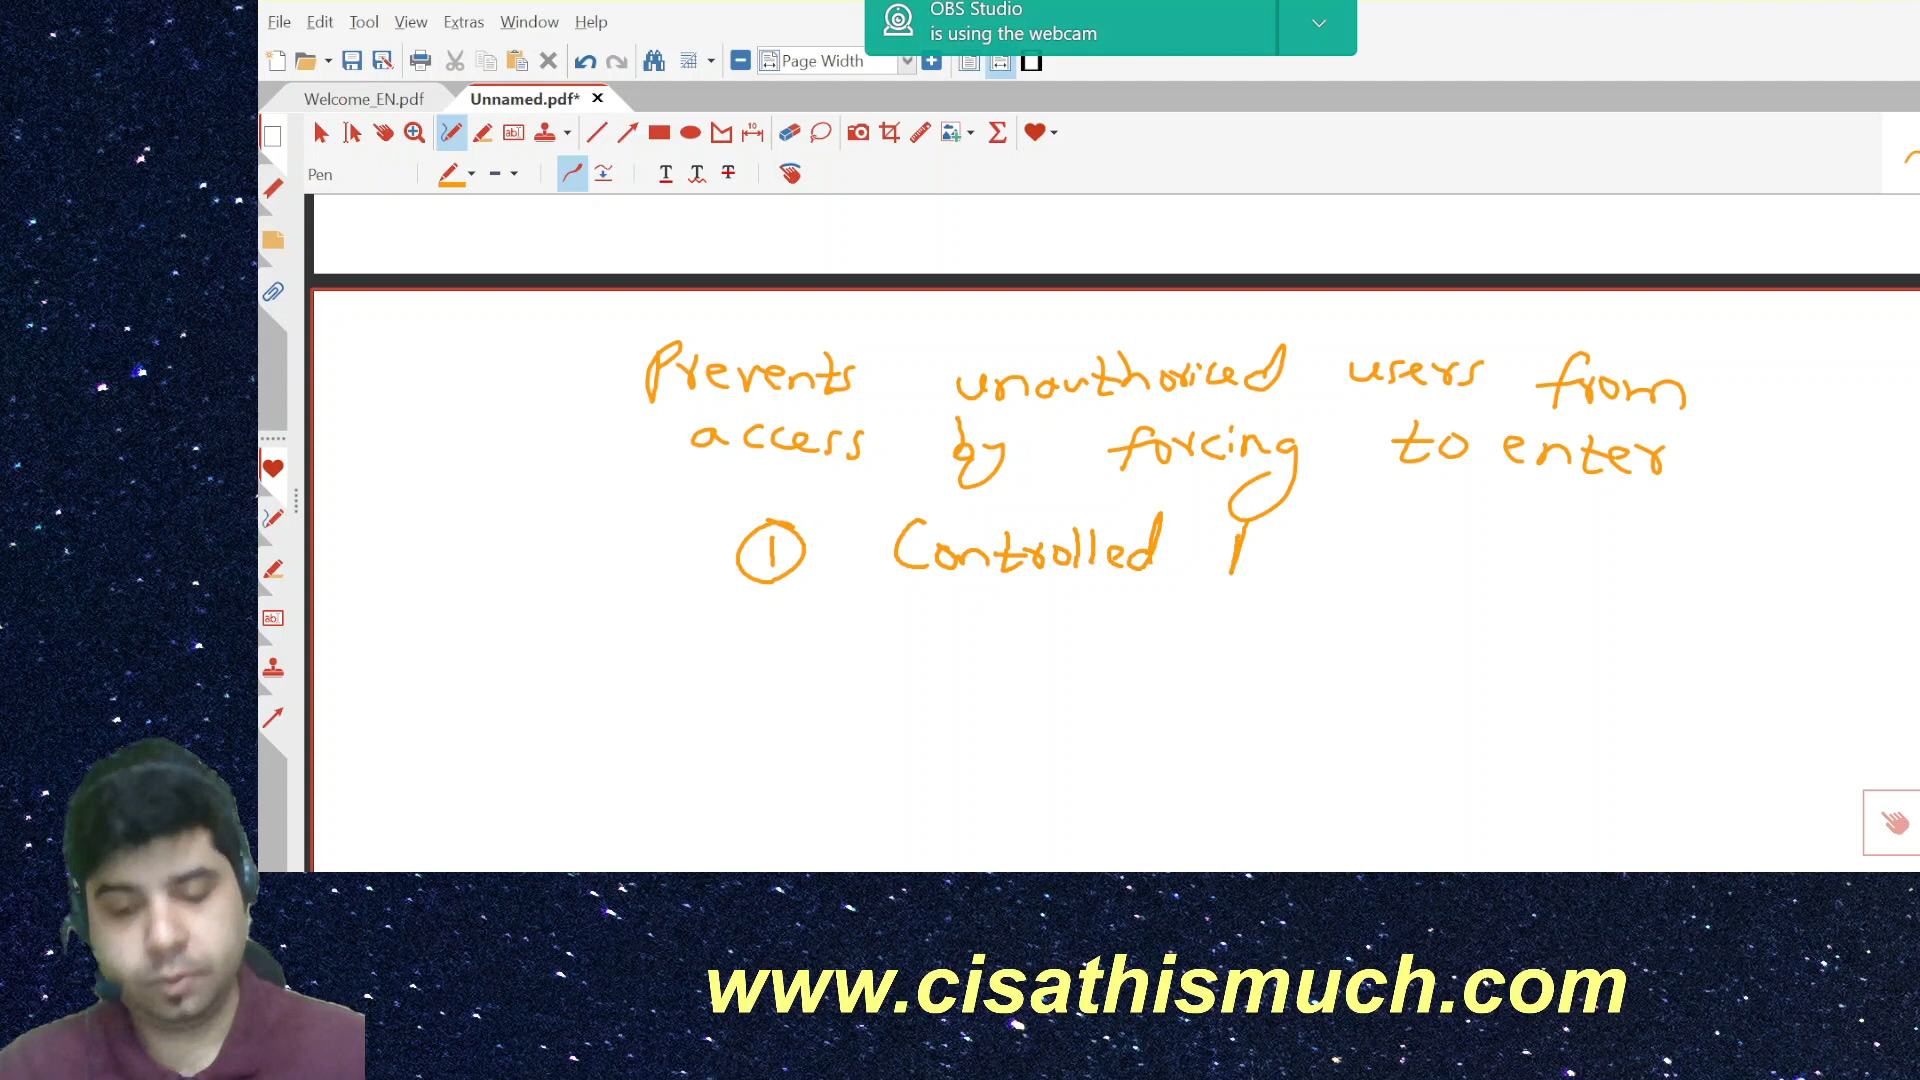 OBS Studio
is using the webcam
File Edit Tool View Extras Window Help
Page Width
Welcome_EN.pdf Unnamed.pdf*
Pen
Prevents unauthorized users from
access by forcing to enter
① Controlled
www.cisathismuch.com